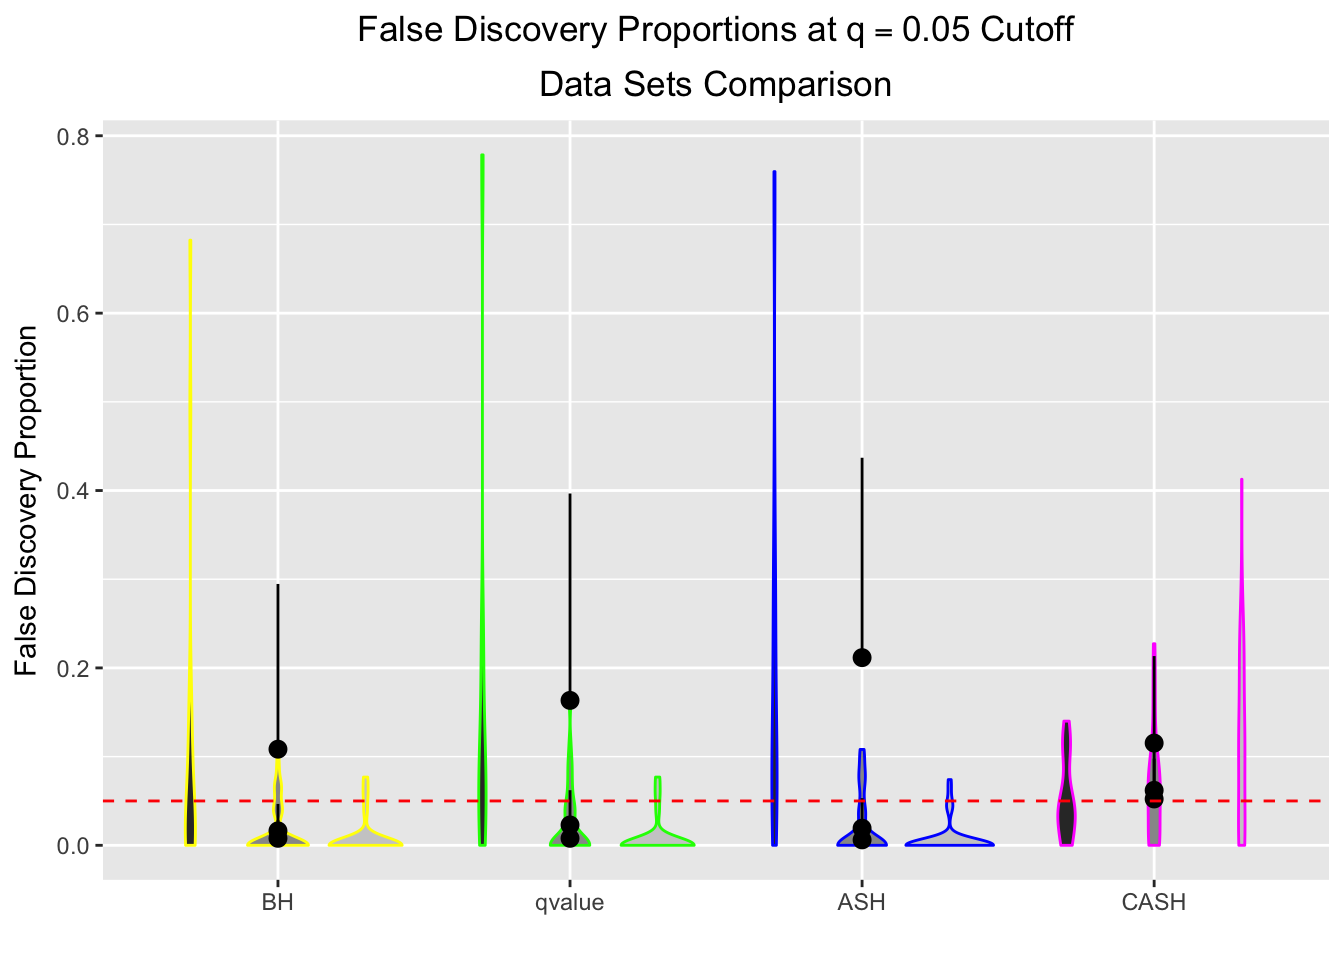 False Discovery Proportions at q = 0.05 Cutoff
Data Sets Comparison
False Discovery Proportion
0.8
0.6
0.4
0.2
0.0
BH
qvalue
ASH
CASH